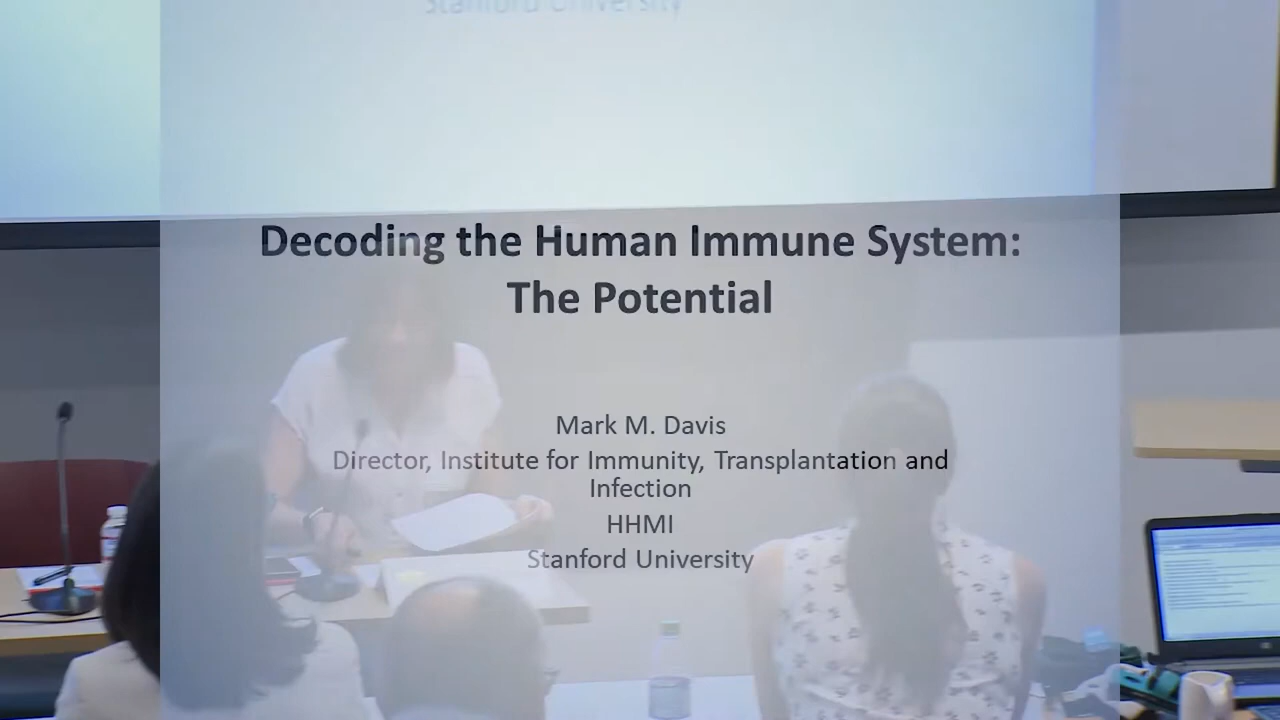 Stanford University
Decoding the Human Immune System:
The Potential
Mark M. Davis
Director, Institute for Immunity, Transplantation and
Infection
HHMI
Stanford University